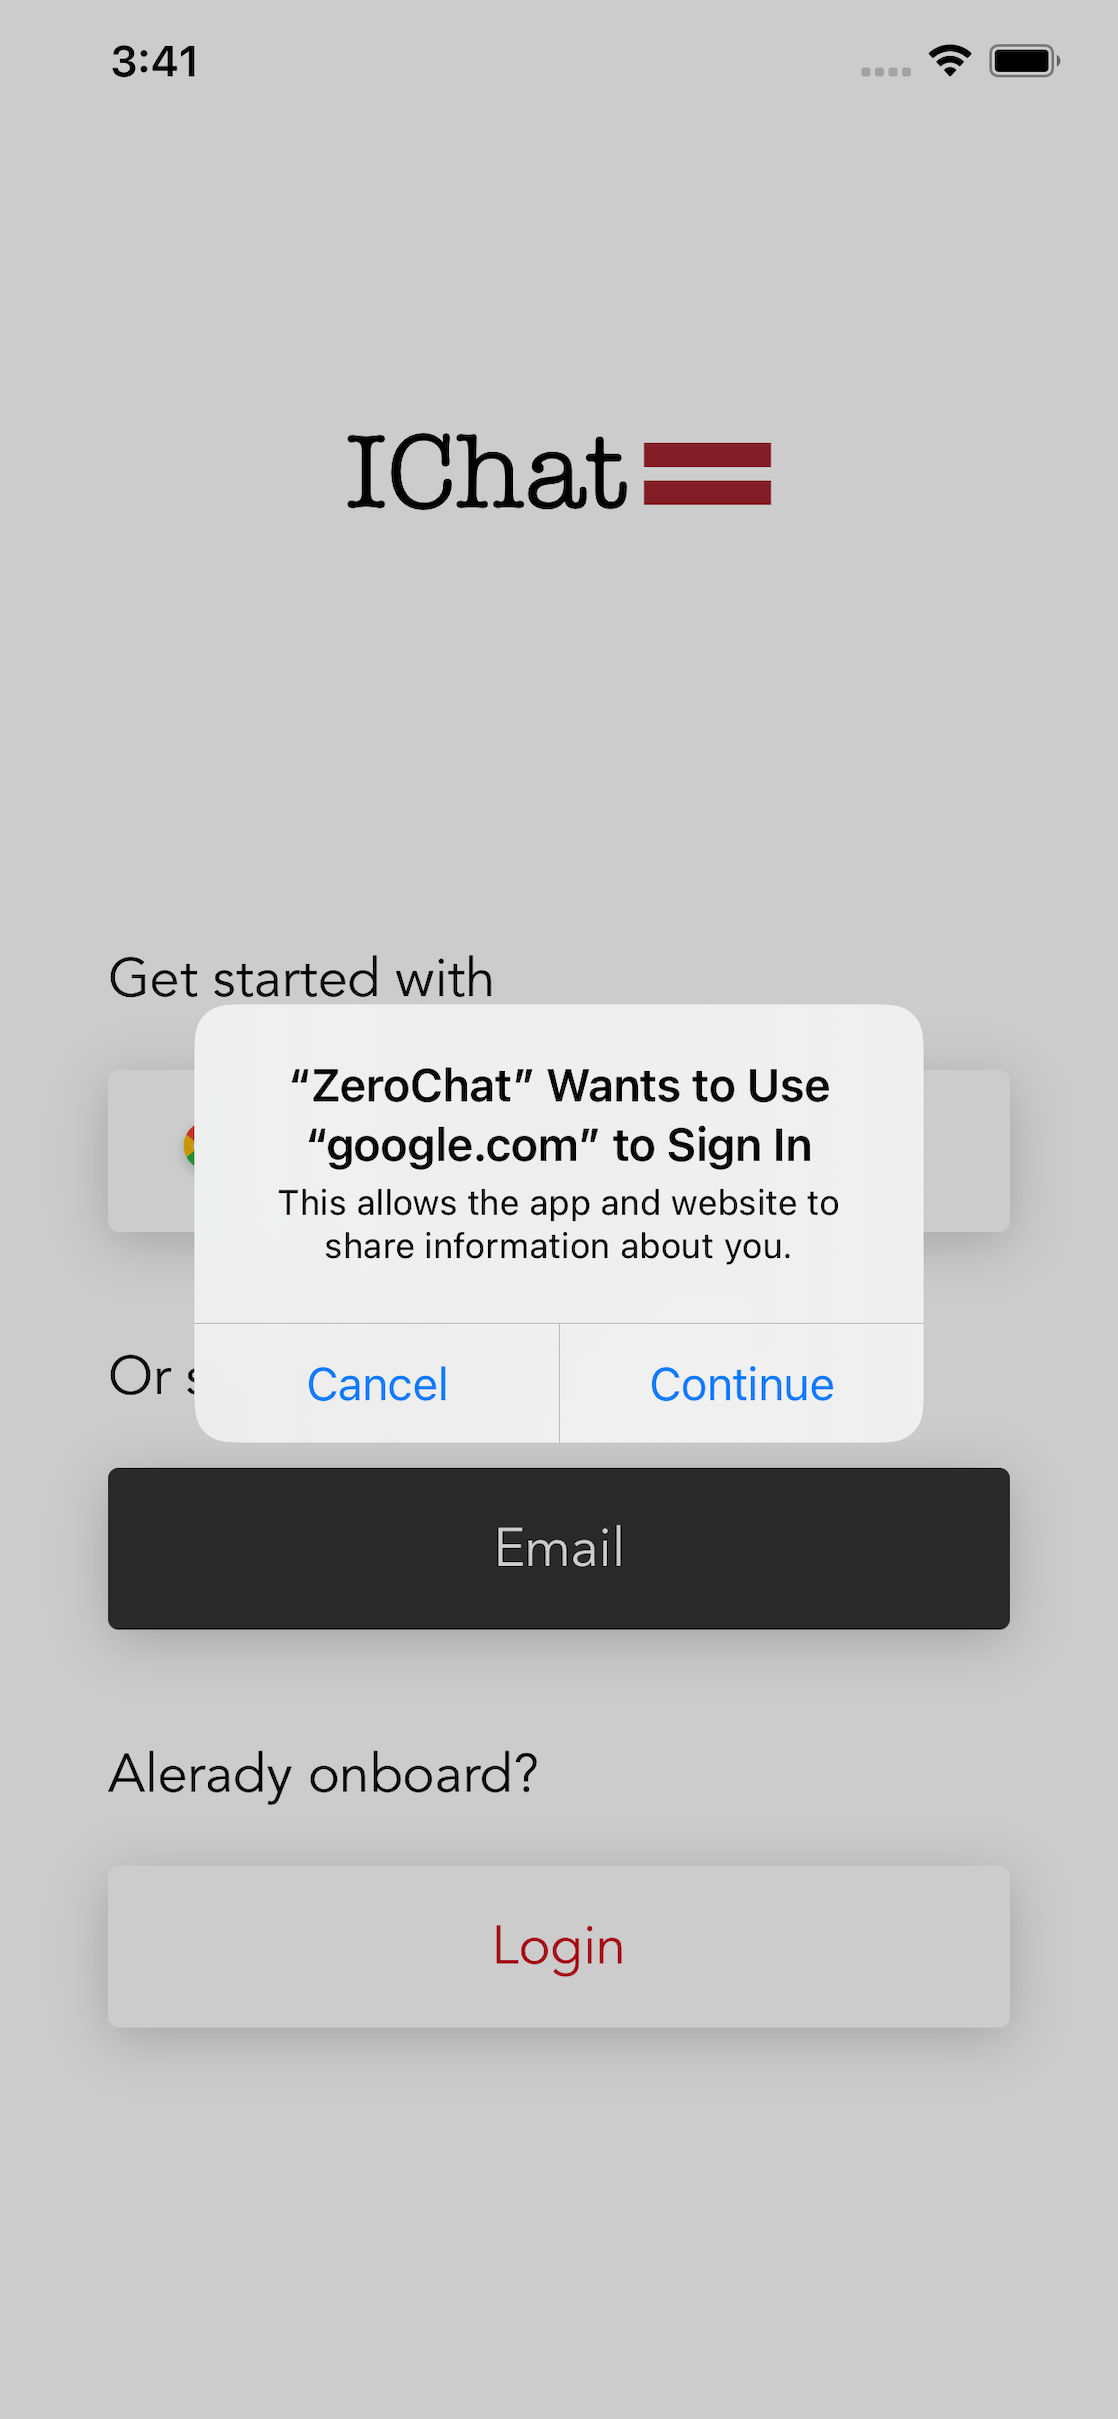 3:41
IChat
Get started with
“ZeroChat” Wants to Use
“google.com” to Sign In
This allows the app and website to
share information about you.
Or
Cancel
Continue
Email
Alerady onboard?
Login